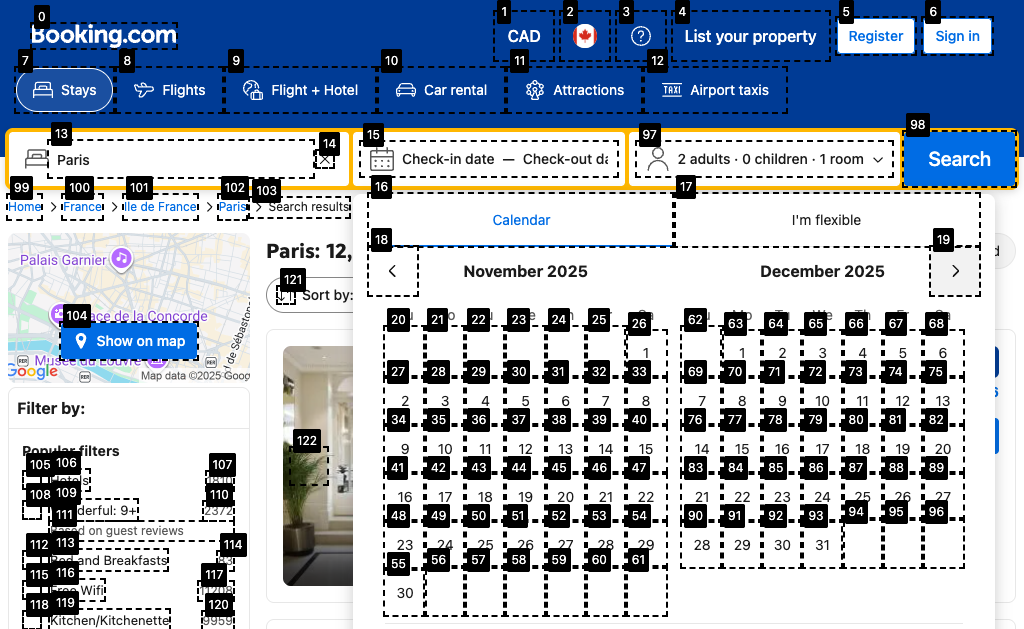 0 1 2 3 4 5 6
Booking.com CAD List your property Register Sign in
7 8 9 10 11 12
Stays Flights Flight + Hotel Car rental Attractions Airport taxis
13 14 15 97 98
Paris Check-in date — Check-out da 2 adults · 0 children · 1 room Search
99 100 101 102 103 16 17
Home France Île de France Paris Search results
Calendar I'm flexible
Paris: 12,
18 19
November 2025 December 2025
Palais Garnier
121
Sort by:
104
Place de la Concorde
Show on map
Musée du Louvre
Google Map data ©2025 Goog
de Sébastop
20 21 22 23 24 25 26 62 63 64 65 66 67 68
1 1 2 3 4 5 6
27 28 29 30 31 32 33 69 70 71 72 73 74 75
2 3 4 5 6 7 8 7 8 9 10 11 12 13
34 35 36 37 38 39 40 76 77 78 79 80 81 82
9 10 11 12 13 14 15 14 15 16 17 18 19 20
41 42 43 44 45 46 47 83 84 85 86 87 88 89
16 17 18 19 20 21 22 21 22 23 24 25 26 27
48 49 50 51 52 53 54 90 91 92 93 94 95 96
23 24 25 26 27 28 29 28 29 30 31
55 56 57 58 59 60 61
30
122
Filter by:
Popular filters
105 106 107
Hotels
108 109 110
derful: 9+ 2372
111
Based on guest reviews
112 113 114
Bed and Breakfasts 83
115 116 117
Free Wifi 11208
118 119 120
Kitchen/Kitchenette 9959